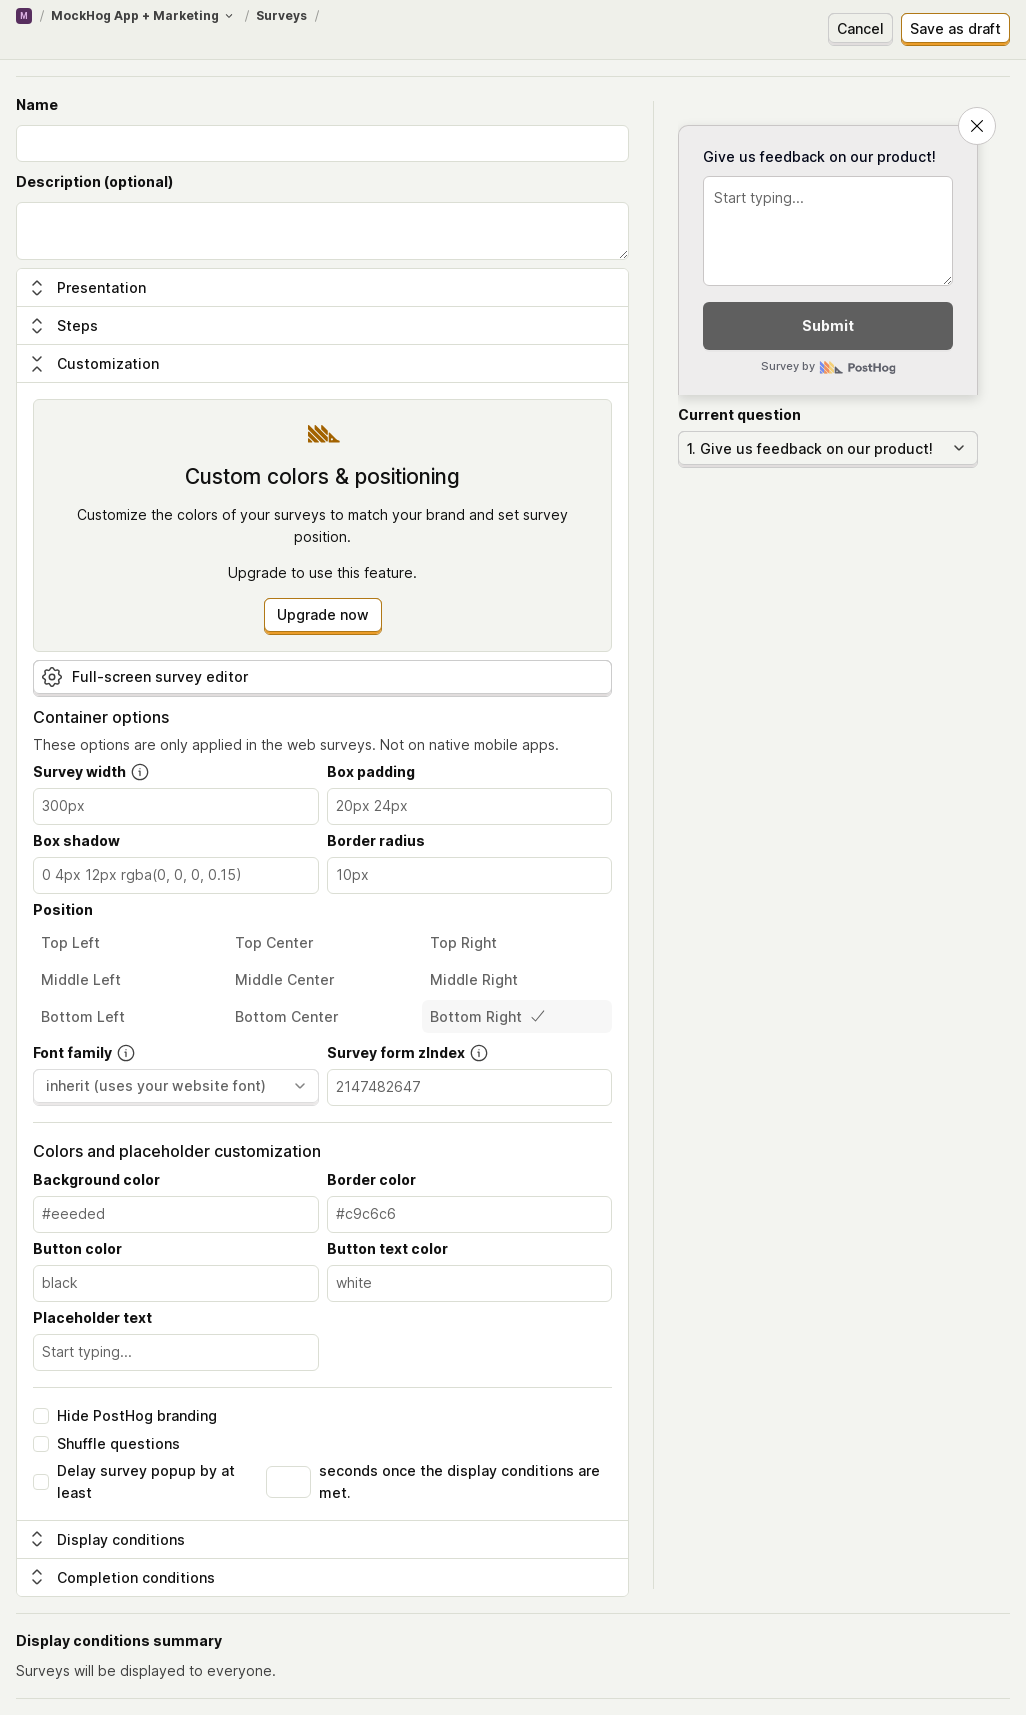 M / MockHog App + Marketing / Surveys /
Cancel
Save as draft
Name
Description (optional)
Presentation
Steps
Customization
Custom colors & positioning
Customize the colors of your surveys to match your brand and set survey
position.
Upgrade to use this feature.
Upgrade now
Full-screen survey editor
Container options
These options are only applied in the web surveys. Not on native mobile apps.
Survey width
Box padding
300px
20px 24px
Box shadow
Border radius
0 4px 12px rgba(0, 0, 0, 0.15)
10px
Position
Top Left
Top Center
Top Right
Middle Left
Middle Center
Middle Right
Bottom Left
Bottom Center
Bottom Right
Font family
Survey form zIndex
inherit (uses your website font)
2147482647
Colors and placeholder customization
Background color
Border color
#eeeded
#c9c6c6
Button color
Button text color
black
white
Placeholder text
Start typing...
Hide PostHog branding
Shuffle questions
Delay survey popup by at
least
seconds once the display conditions are
met.
Display conditions
Completion conditions
Give us feedback on our product!
Start typing...
Submit
Survey by PostHog
Current question
1. Give us feedback on our product!
Display conditions summary
Surveys will be displayed to everyone.